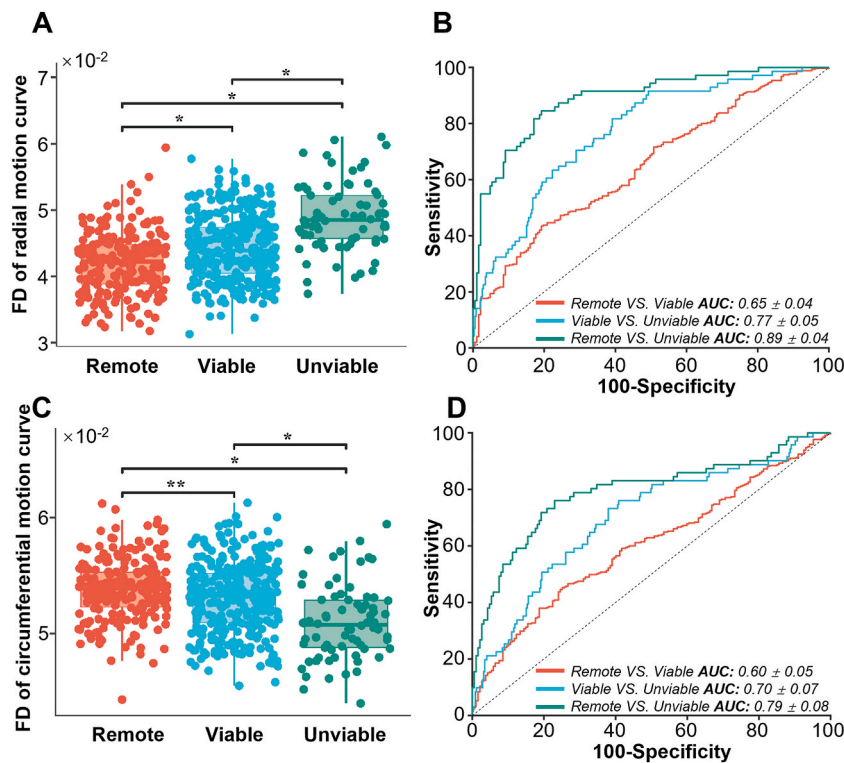 A
×10⁻²
FD of radial motion curve
7
6
5
4
3
*
*
*
Remote
Viable
Unviable
B
Sensitivity
100
80
60
40
20
0
Remote VS. Viable AUC: 0.65 ± 0.04
Viable VS. Unviable AUC: 0.77 ± 0.05
Remote VS. Unviable AUC: 0.89 ± 0.04
0
20
40
60
80
100
100-Specificity
C
×10⁻²
FD of circumferential motion curve
6
5
*
*
**
Remote
Viable
Unviable
D
Sensitivity
100
80
60
40
20
0
Remote VS. Viable AUC: 0.60 ± 0.05
Viable VS. Unviable AUC: 0.70 ± 0.07
Remote VS. Unviable AUC: 0.79 ± 0.08
0
20
40
60
80
100
100-Specificity